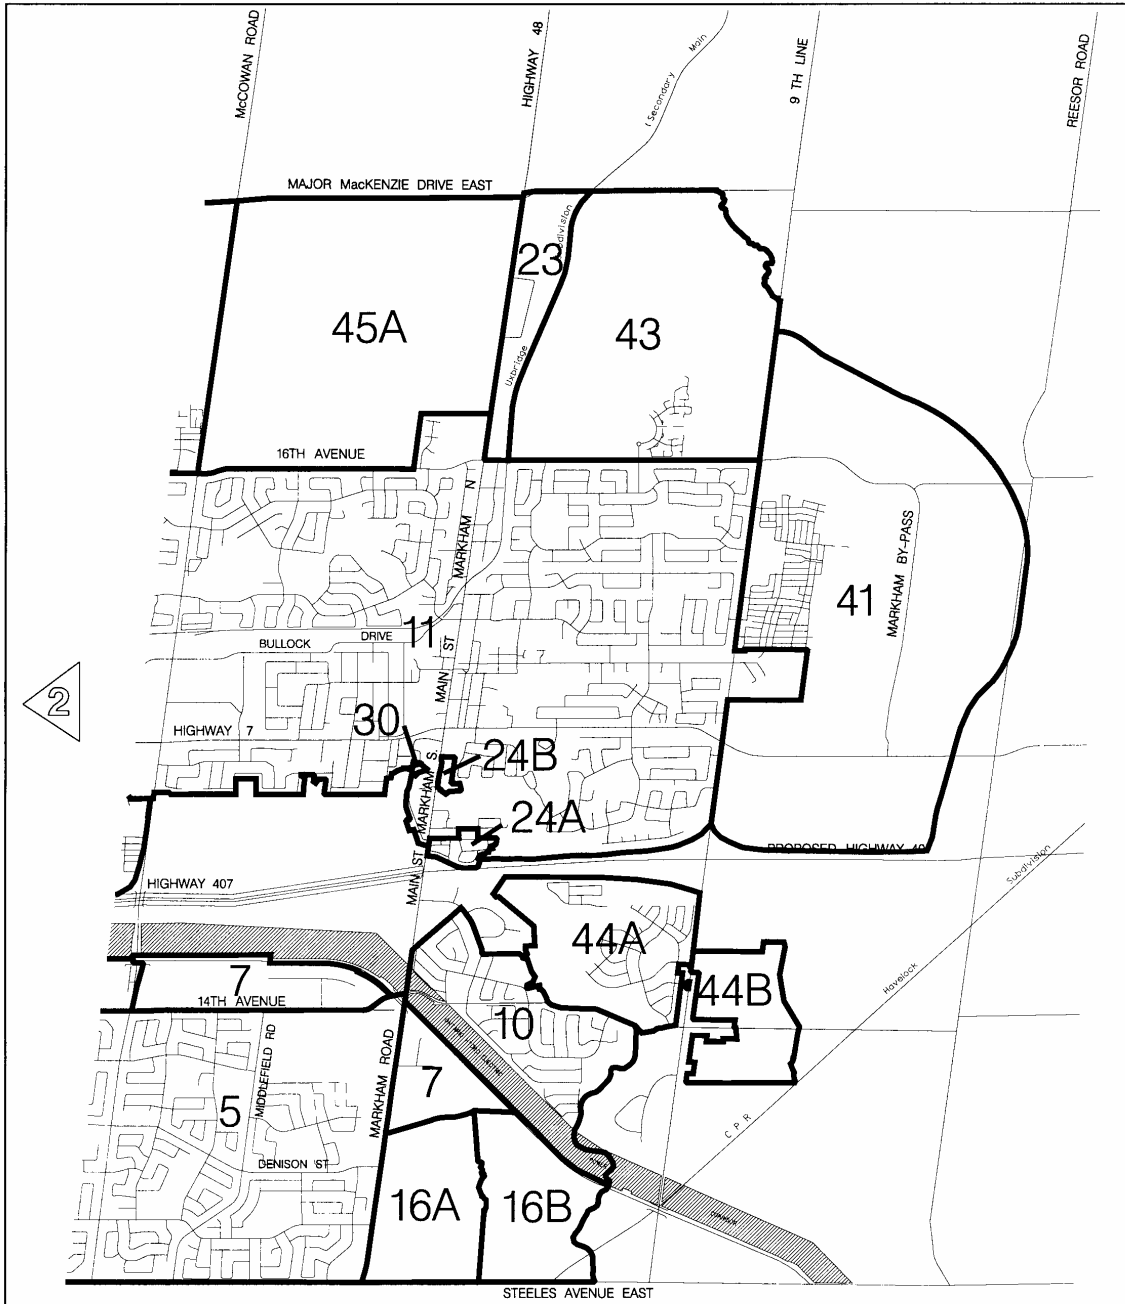 McCOWAN ROAD
HIGHWAY 48
( Secondary Main
9 TH LINE
REESOR ROAD
MAJOR MacKENZIE DRIVE EAST
23
45A
43
Uxbridge
16TH AVENUE
MARKHAM N
MARKHAM BY-PASS
41
11
BULLOCK DRIVE
MAIN ST
7
2
HIGHWAY 7
30
24B
MARKHAM S.
24A
PROPOSED HIGHWAY
HIGHWAY 407
MAIN ST
Subdivision
44A
Havelock
7
44B
14TH AVENUE
10
MIDDLEFIELD RD
MARKHAM ROAD
7
5
C P R
DENISON ST
16A
16B
STEELES AVENUE EAST